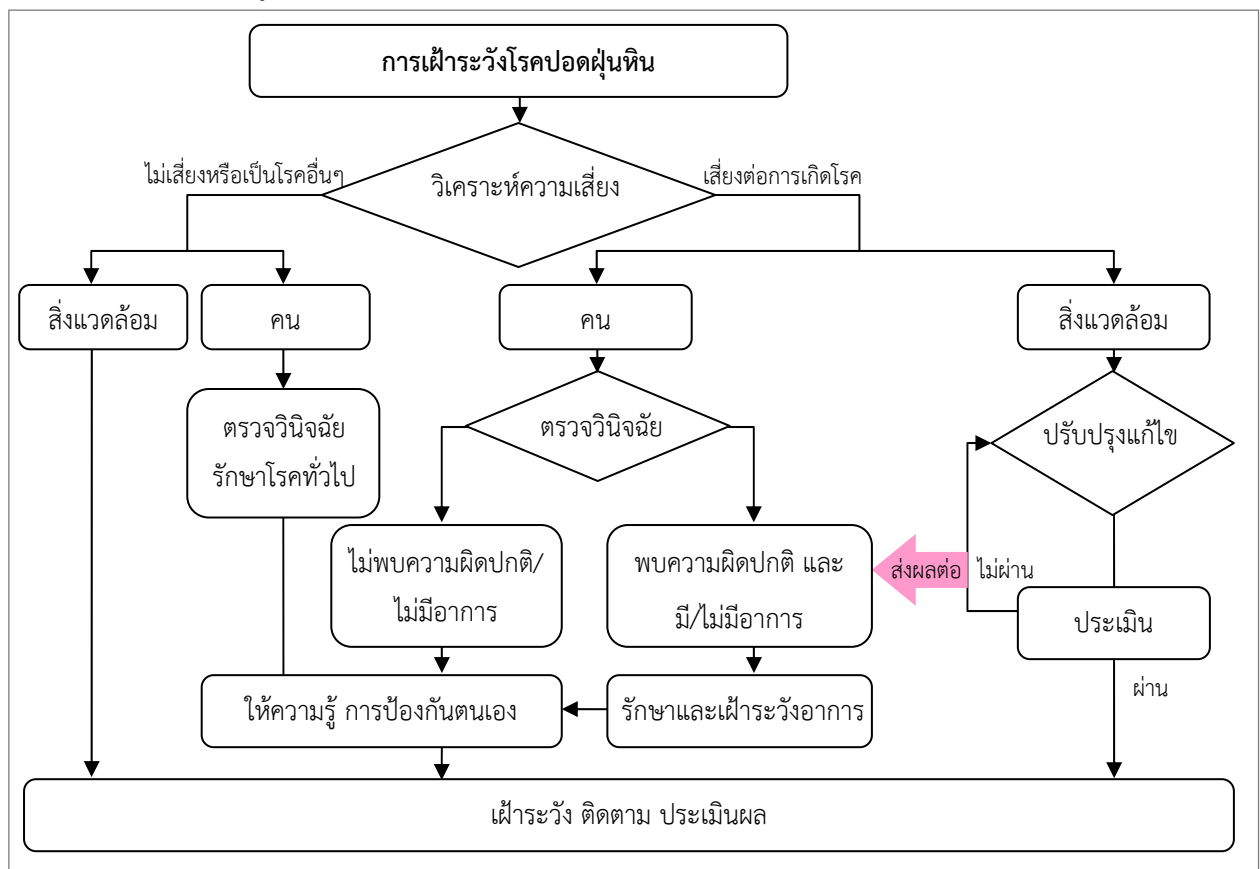 การเฝ้าระวังโรคปอดฝุ่นหิน
ไม่เสี่ยงหรือเป็นโรคอื่นๆ
วิเคราะห์ความเสี่ยง
เสี่ยงต่อการเกิดโรค
สิ่งแวดล้อม
คน
คน
สิ่งแวดล้อม
ตรวจวินิจฉัย
รักษาโรคทั่วไป
ตรวจวินิจฉัย
ปรับปรุงแก้ไข
ไม่พบความผิดปกติ/
ไม่มีอาการ
พบความผิดปกติ และ
มี/ไม่มีอาการ
ส่งผลต่อ
ไม่ผ่าน
ประเมิน
ผ่าน
ให้ความรู้ การป้องกันตนเอง
รักษาและเฝ้าระวังอาการ
เฝ้าระวัง ติดตาม ประเมินผล